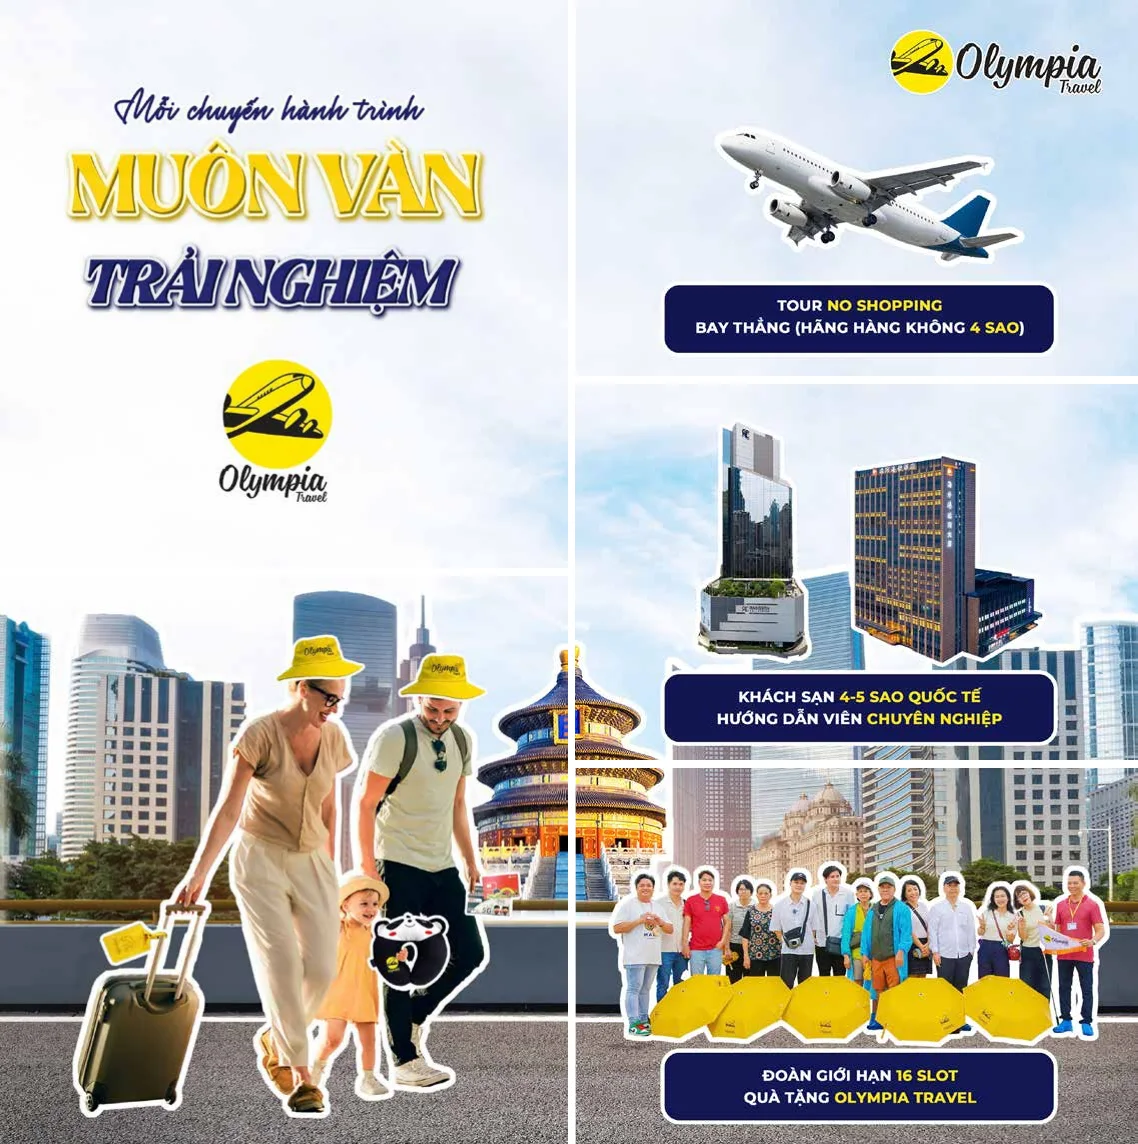 Mỗi chuyến hành trình
MUÔN VÀN
TRẢI NGHIỆM
Olympia
Travel
Olympia
Travel
TOUR NO SHOPPING
BAY THẲNG (HÃNG HÀNG KHÔNG 4 SAO)
KHÁCH SẠN 4-5 SAO QUỐC TẾ
HƯỚNG DẪN VIÊN CHUYÊN NGHIỆP
Olympia
Olympia
ĐOÀN GIỚI HẠN 16 SLOT
QUÀ TẶNG OLYMPIA TRAVEL